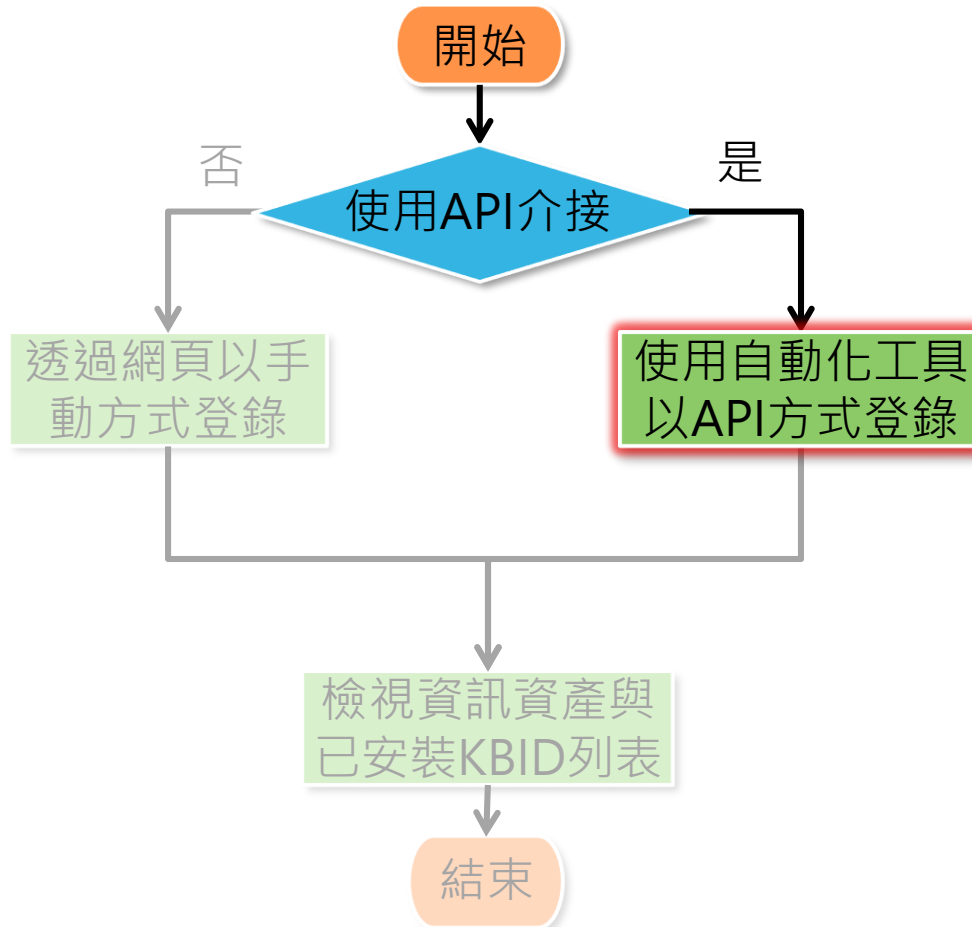 開始
否
是
使用API介接
透過網頁以手
動方式登錄
使用自動化工具
以API方式登錄
檢視資訊資產與
已安裝KBID列表
結束